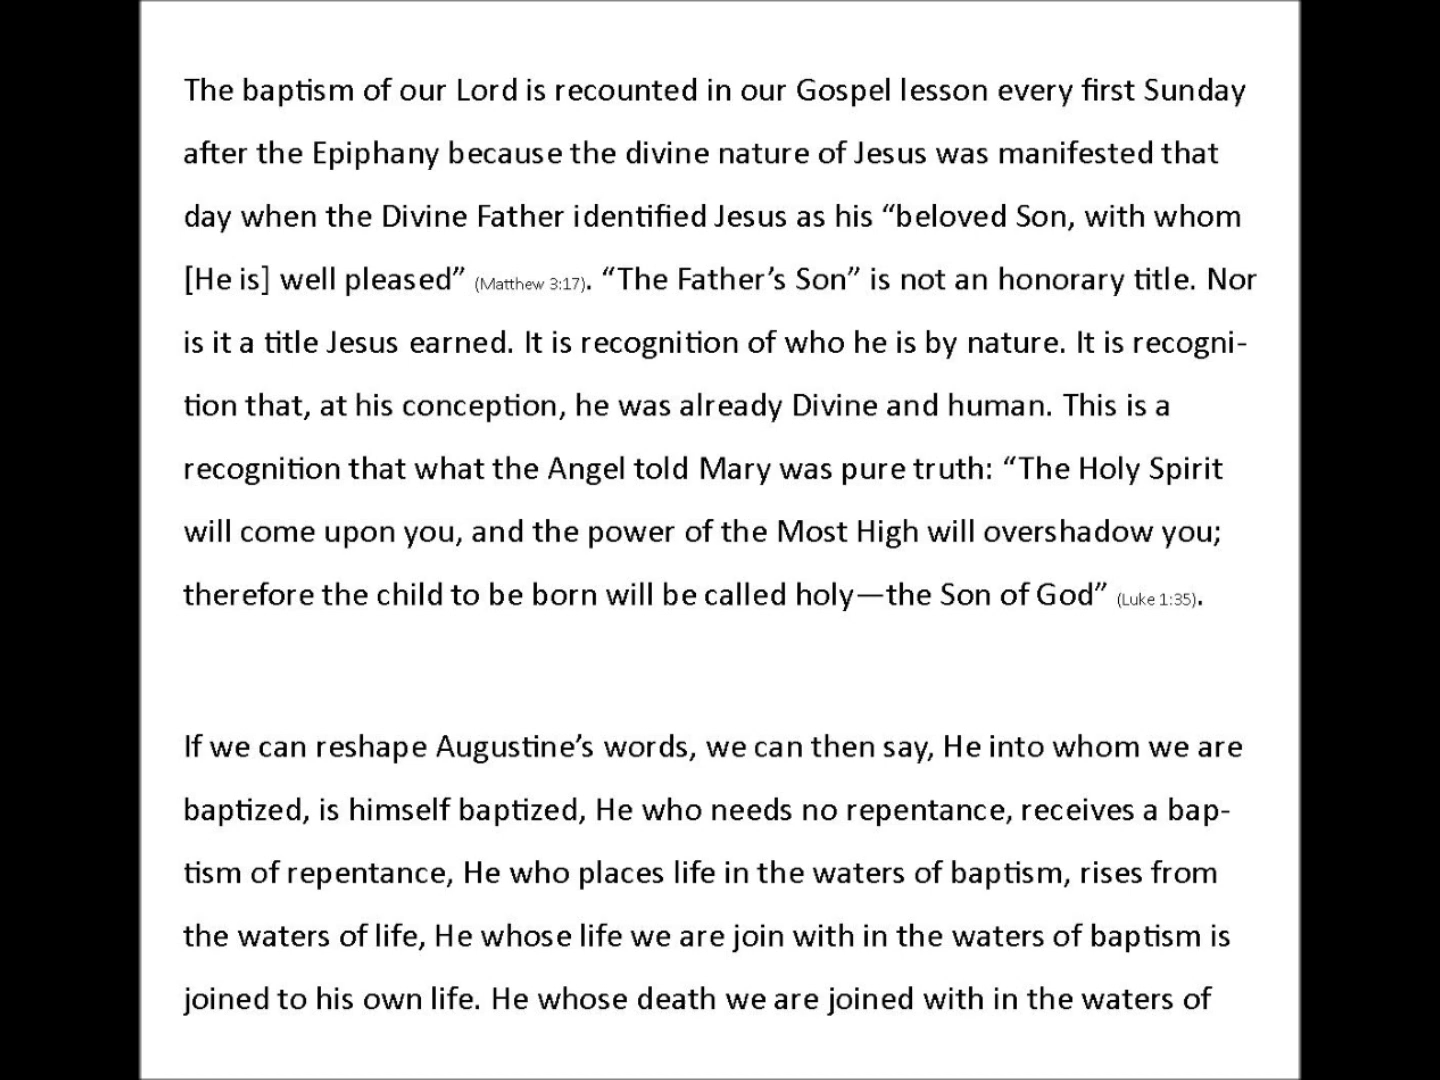 The baptism of our Lord is recounted in our Gospel lesson every first Sunday
after the Epiphany because the divine nature of Jesus was manifested that
day when the Divine Father identified Jesus as his “beloved Son, with whom
[He is] well pleased” (Matthew 3:17). “The Father’s Son” is not an honorary title. Nor
is it a title Jesus earned. It is recognition of who he is by nature. It is recogni-
tion that, at his conception, he was already Divine and human. This is a
recognition that what the Angel told Mary was pure truth: “The Holy Spirit
will come upon you, and the power of the Most High will overshadow you;
therefore the child to be born will be called holy—the Son of God” (Luke 1:35).
If we can reshape Augustine’s words, we can then say, He into whom we are
baptized, is himself baptized, He who needs no repentance, receives a bap-
tism of repentance, He who places life in the waters of baptism, rises from
the waters of life, He whose life we are join with in the waters of baptism is
joined to his own life. He whose death we are joined with in the waters of